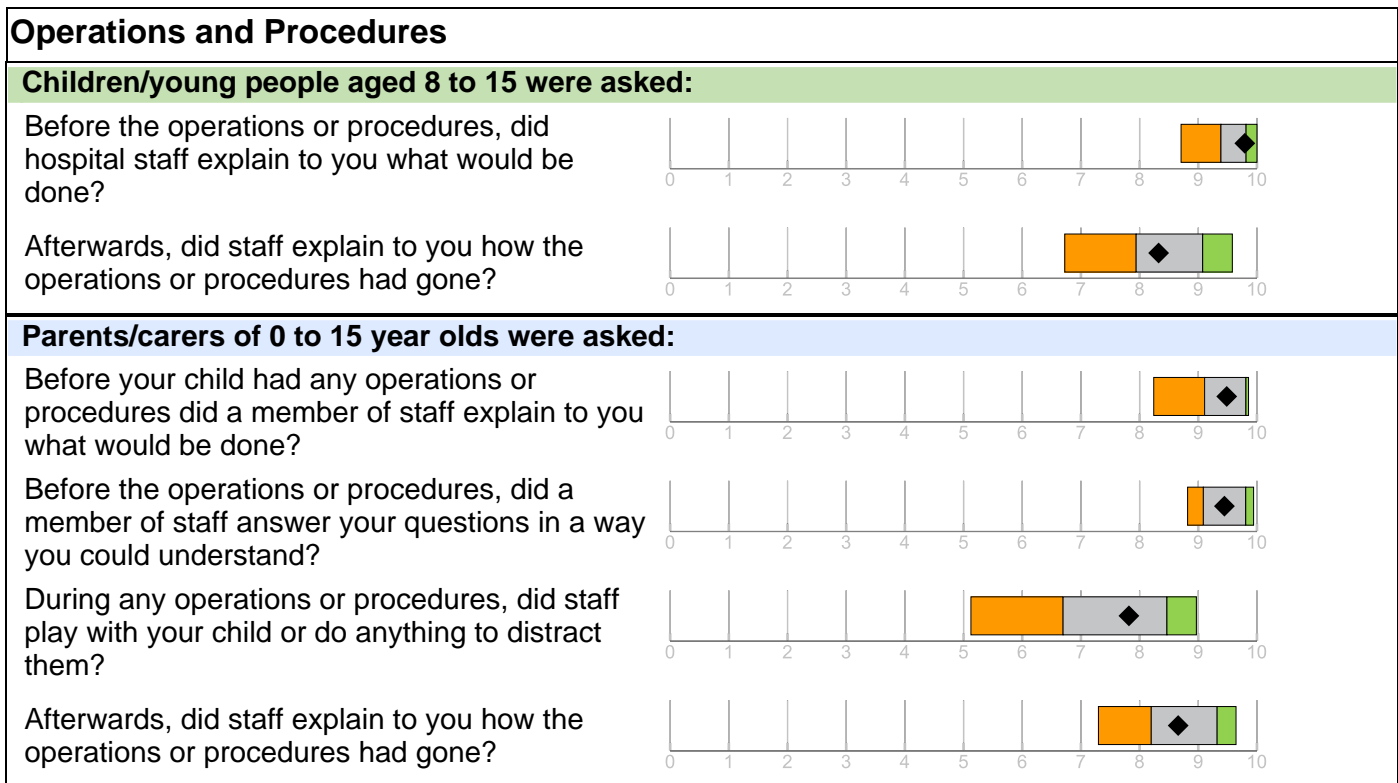 Operations and Procedures
Children/young people aged 8 to 15 were asked:
Before the operations or procedures, did
hospital staff explain to you what would be
done?
0 1 2 3 4 5 6 7 8 9 10
Afterwards, did staff explain to you how the
operations or procedures had gone?
0 1 2 3 4 5 6 7 8 9 10
Parents/carers of 0 to 15 year olds were asked:
Before your child had any operations or
procedures did a member of staff explain to you
what would be done?
0 1 2 3 4 5 6 7 8 9 10
Before the operations or procedures, did a
member of staff answer your questions in a way
you could understand?
0 1 2 3 4 5 6 7 8 9 10
During any operations or procedures, did staff
play with your child or do anything to distract
them?
0 1 2 3 4 5 6 7 8 9 10
Afterwards, did staff explain to you how the
operations or procedures had gone?
0 1 2 3 4 5 6 7 8 9 10